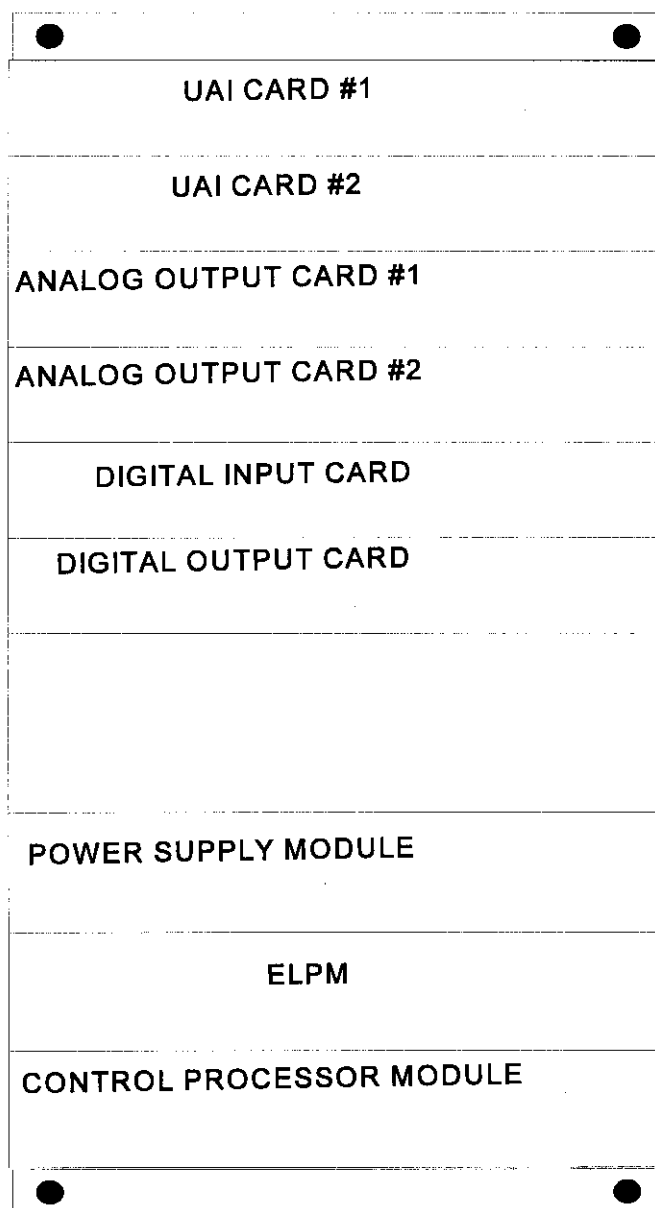 UAI CARD #1
UAI CARD #2
ANALOG OUTPUT CARD #1
ANALOG OUTPUT CARD #2
DIGITAL INPUT CARD
DIGITAL OUTPUT CARD
POWER SUPPLY MODULE
ELPM
CONTROL PROCESSOR MODULE